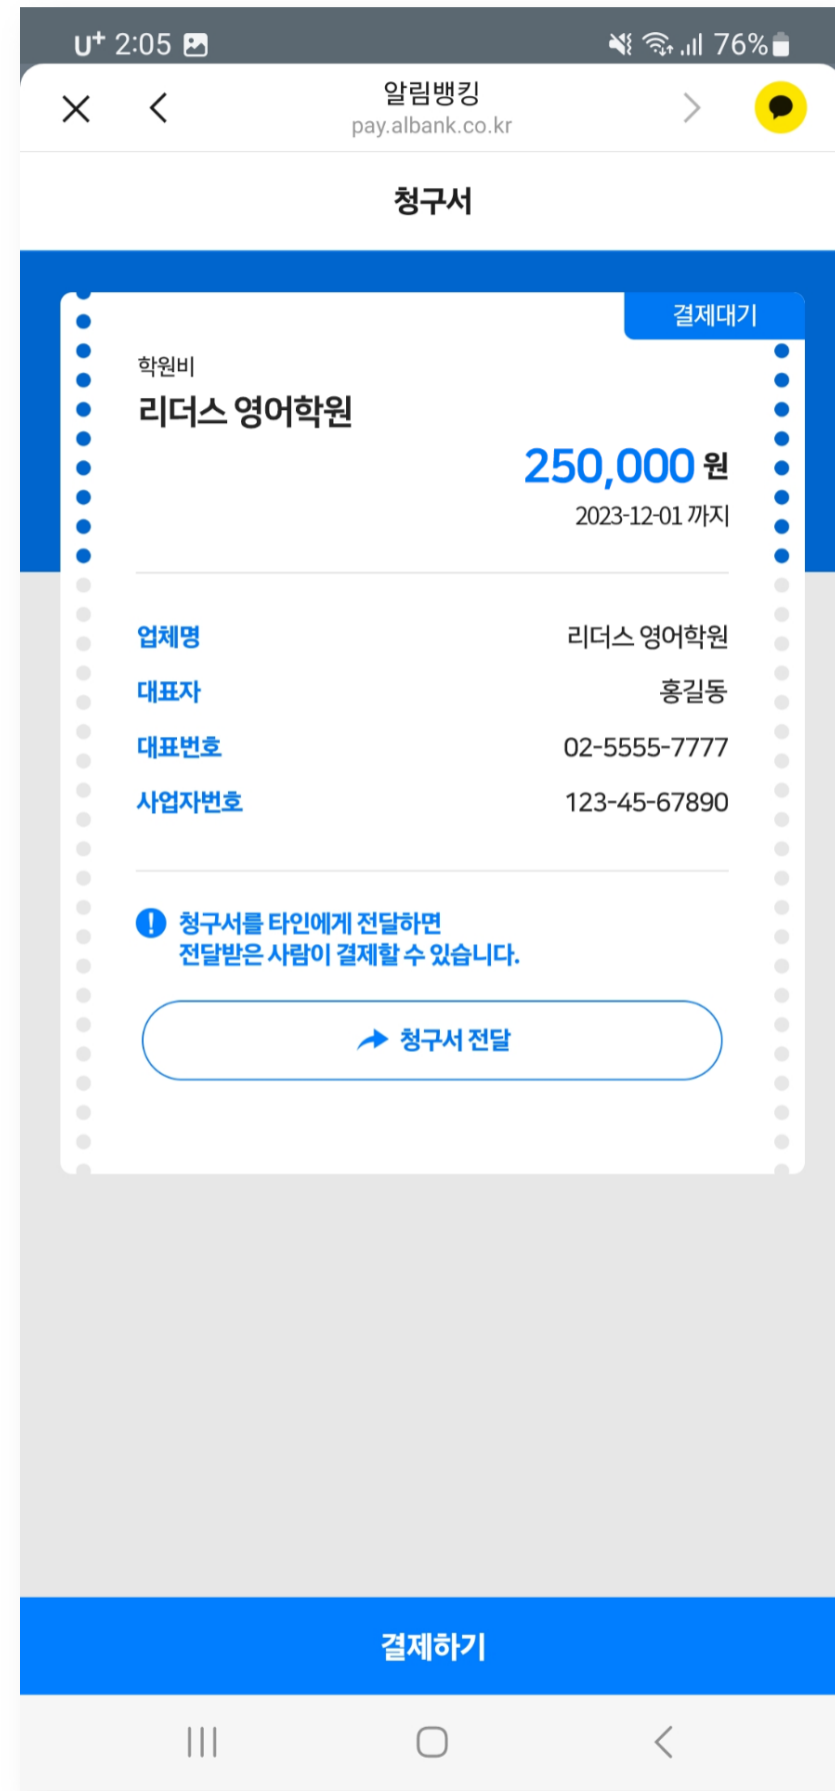 U+ 2:05 76%
알림뱅킹
pay.albank.co.kr
청구서
결제대기
학원비
리더스 영어학원
250,000 원
2023-12-01 까지
업체명 리더스 영어학원
대표자 홍길동
대표번호 02-5555-7777
사업자번호 123-45-67890
청구서를 타인에게 전달하면
전달받은 사람이 결제할 수 있습니다.
청구서 전달
결제하기